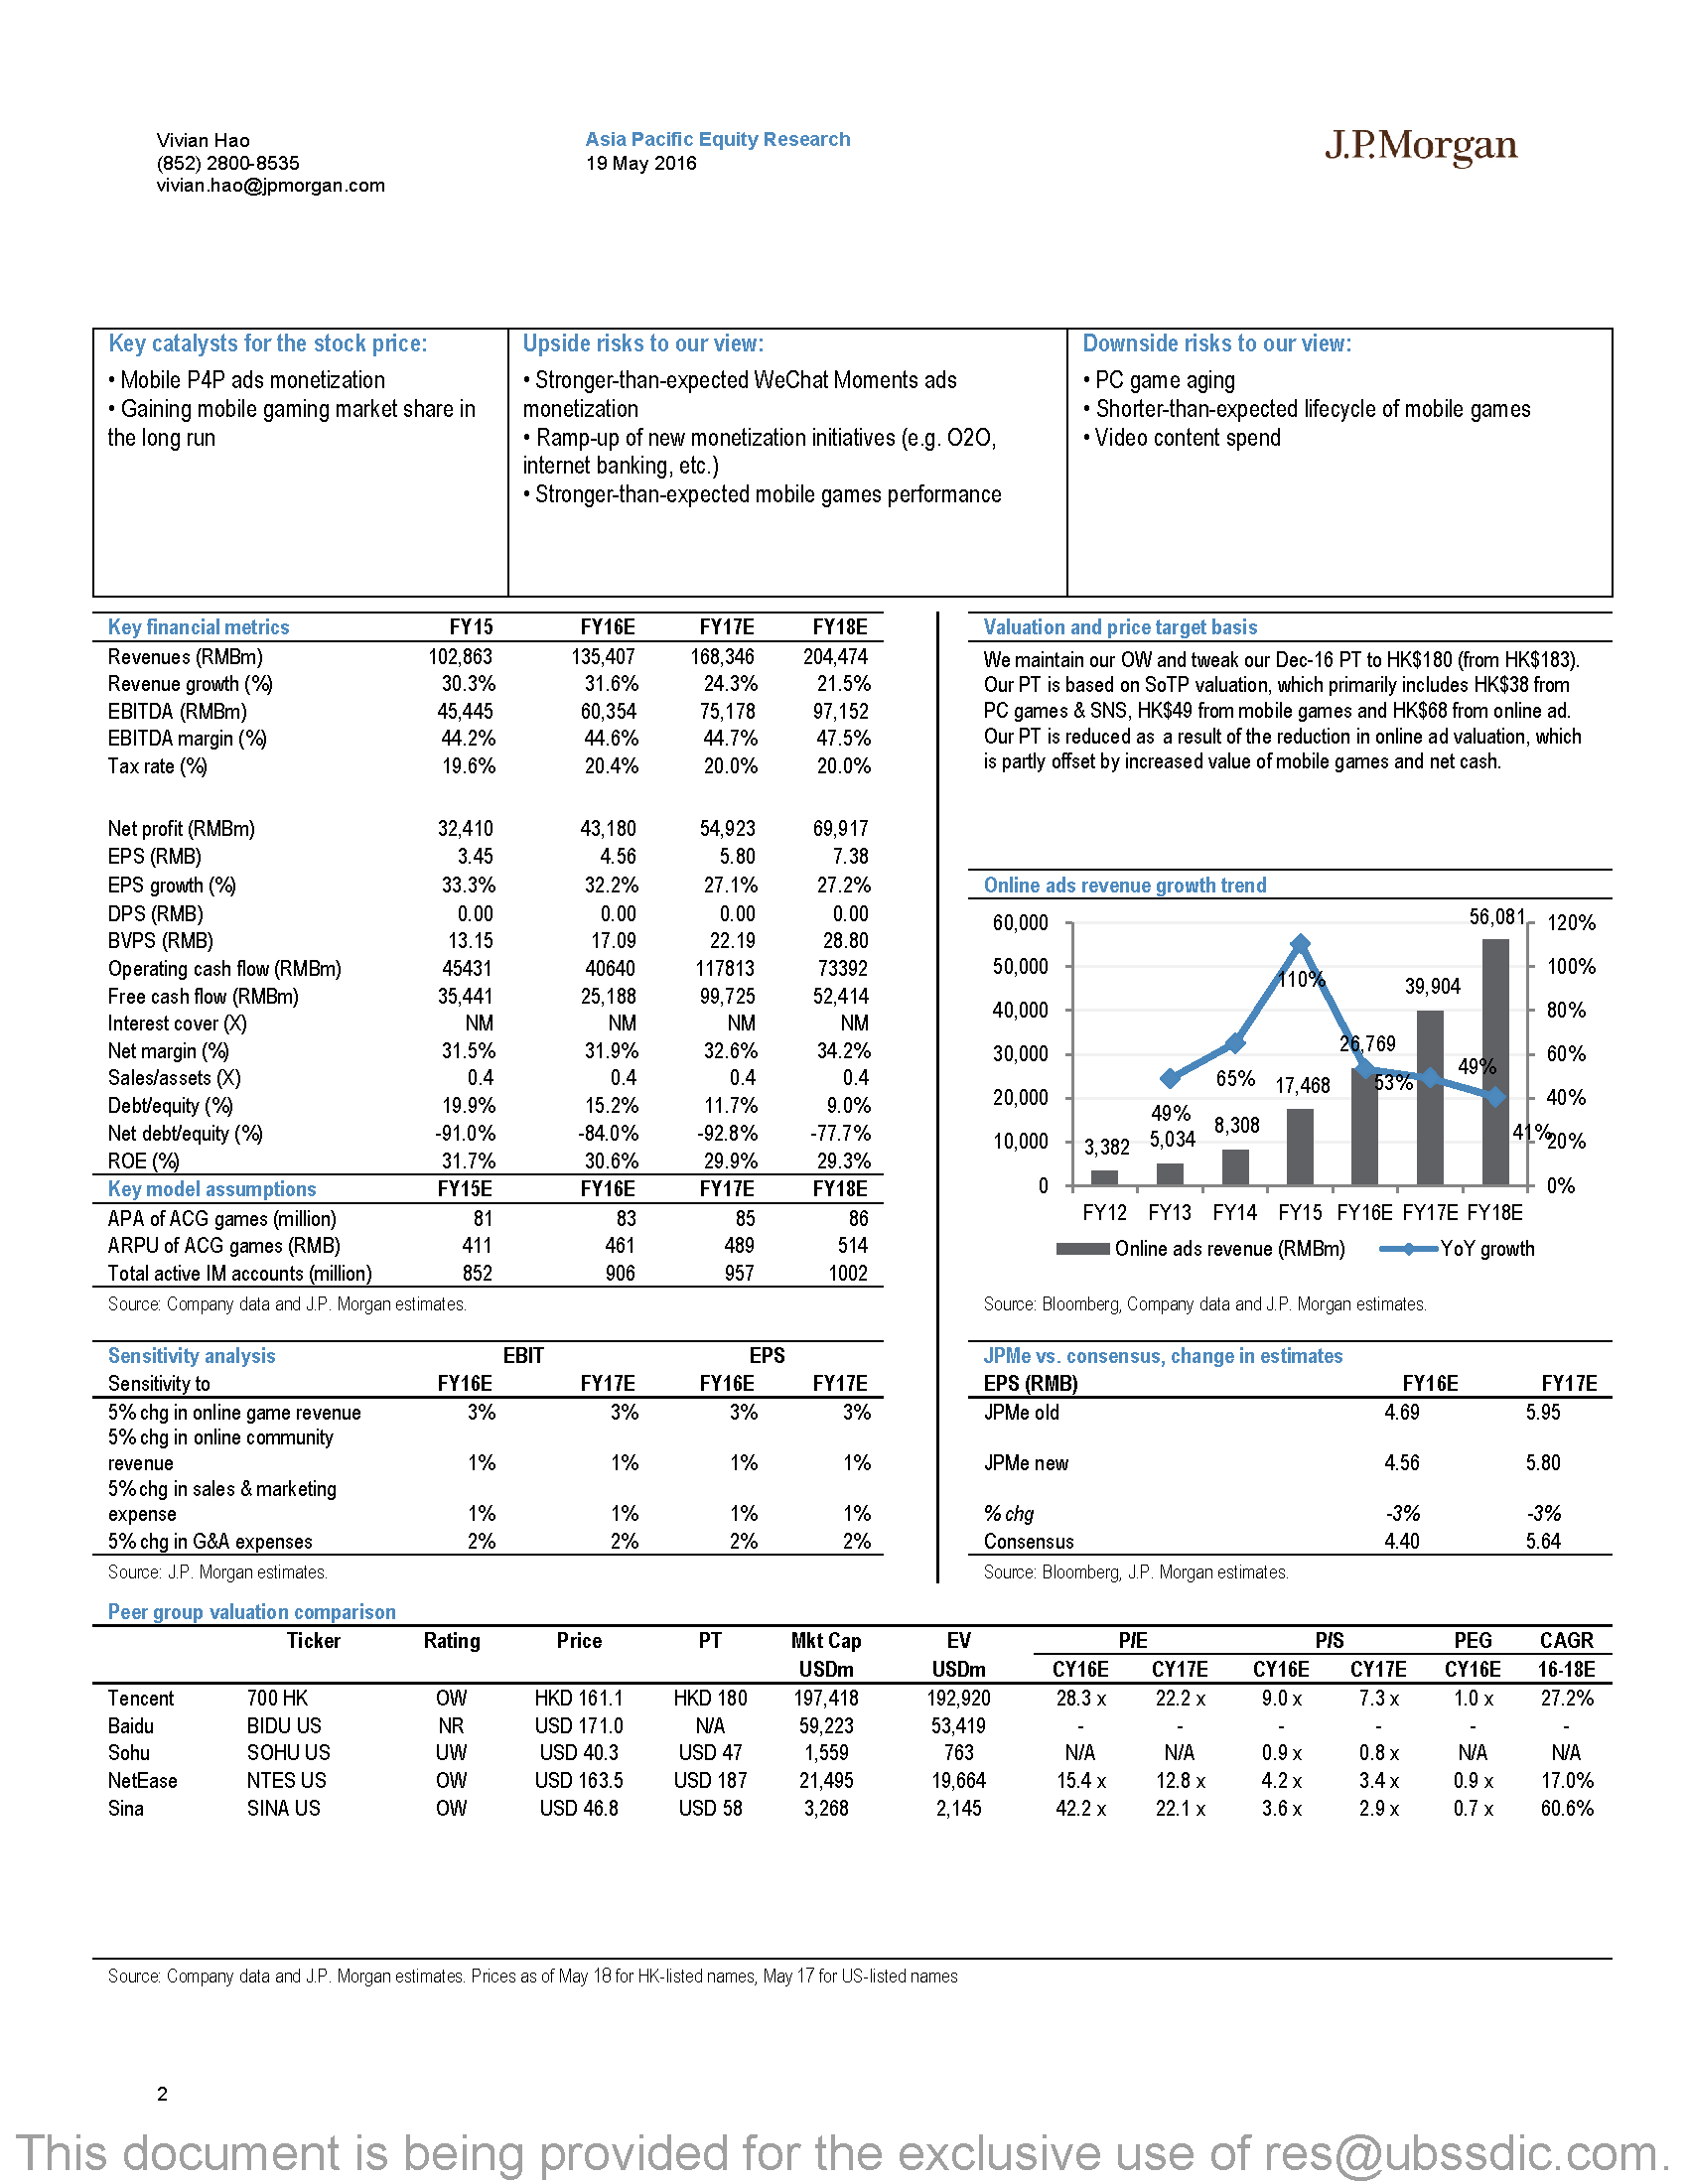 Vivian Hao
(852) 2800-8535
vivian.hao@jpmorgan.com
Asia Pacific Equity Research
19 May 2016
J.P.Morgan
Key catalysts for the stock price:
• Mobile P4P ads monetization
• Gaining mobile gaming market share in
the long run
Upside risks to our view:
• Stronger-than-expected WeChat Moments ads
monetization
• Ramp-up of new monetization initiatives (e.g. O2O,
internet banking, etc.)
• Stronger-than-expected mobile games performance
Downside risks to our view:
• PC game aging
• Shorter-than-expected lifecycle of mobile games
• Video content spend
Key financial metrics FY15 FY16E FY17E FY18E
Revenues (RMBm) 102,863 135,407 168,346 204,474
Revenue growth (%) 30.3% 31.6% 24.3% 21.5%
EBITDA (RMBm) 45,445 60,354 75,178 97,152
EBITDA margin (%) 44.2% 44.6% 44.7% 47.5%
Tax rate (%) 19.6% 20.4% 20.0% 20.0%
Net profit (RMBm) 32,410 43,180 54,923 69,917
EPS (RMB) 3.45 4.56 5.80 7.38
EPS growth (%) 33.3% 32.2% 27.1% 27.2%
DPS (RMB) 0.00 0.00 0.00 0.00
BVPS (RMB) 13.15 17.09 22.19 28.80
Operating cash flow (RMBm) 45431 40640 117813 73392
Free cash flow (RMBm) 35,441 25,188 99,725 52,414
Interest cover (X) NM NM NM NM
Net margin (%) 31.5% 31.9% 32.6% 34.2%
Sales/assets (X) 0.4 0.4 0.4 0.4
Debt/equity (%) 19.9% 15.2% 11.7% 9.0%
Net debt/equity (%) -91.0% -84.0% -92.8% -77.7%
ROE (%) 31.7% 30.6% 29.9% 29.3%
Key model assumptions FY15E FY16E FY17E FY18E
APA of ACG games (million) 81 83 85 86
ARPU of ACG games (RMB) 411 461 489 514
Total active IM accounts (million) 852 906 957 1002
Source: Company data and J.P. Morgan estimates.
Valuation and price target basis
We maintain our OW and tweak our Dec-16 PT to HK$180 (from HK$183).
Our PT is based on SoTP valuation, which primarily includes HK$38 from
PC games & SNS, HK$49 from mobile games and HK$68 from online ad.
Our PT is reduced as a result of the reduction in online ad valuation, which
is partly offset by increased value of mobile games and net cash.
Online ads revenue growth trend
60,000
50,000
40,000
30,000
20,000
10,000
0
120%
100%
80%
60%
40%
20%
0%
3,382
5,034
8,308
17,468
26,769
39,904
56,081
49%
65%
110%
53%
49%
41%
FY12 FY13 FY14 FY15 FY16E FY17E FY18E
Online ads revenue (RMBm) YoY growth
Source: Bloomberg, Company data and J.P. Morgan estimates.
Sensitivity analysis EBIT EPS
Sensitivity to FY16E FY17E FY16E FY17E
5% chg in online game revenue 3% 3% 3% 3%
5% chg in online community
revenue 1% 1% 1% 1%
5% chg in sales & marketing
expense 1% 1% 1% 1%
5% chg in G&A expenses 2% 2% 2% 2%
Source: J.P. Morgan estimates.
JPMe vs. consensus, change in estimates
EPS (RMB) FY16E FY17E
JPMe old 4.69 5.95
JPMe new 4.56 5.80
% chg -3% -3%
Consensus 4.40 5.64
Source: Bloomberg, J.P. Morgan estimates.
Peer group valuation comparison
Ticker Rating Price PT Mkt Cap EV P/E P/S PEG CAGR
USDm USDm CY16E CY17E CY16E CY17E CY16E 16-18E
Tencent 700 HK OW HKD 161.1 HKD 180 197,418 192,920 28.3 x 22.2 x 9.0 x 7.3 x 1.0 x 27.2%
Baidu BIDU US NR USD 171.0 N/A 59,223 53,419 - - - - - -
Sohu SOHU US UW USD 40.3 USD 47 1,559 763 N/A N/A 0.9 x 0.8 x N/A N/A
NetEase NTES US OW USD 163.5 USD 187 21,495 19,664 15.4 x 12.8 x 4.2 x 3.4 x 0.9 x 17.0%
Sina SINA US OW USD 46.8 USD 58 3,268 2,145 42.2 x 22.1 x 3.6 x 2.9 x 0.7 x 60.6%
Source: Company data and J.P. Morgan estimates. Prices as of May 18 for HK-listed names, May 17 for US-listed names
2
This document is being provided for the exclusive use of res@ubssdic.com.